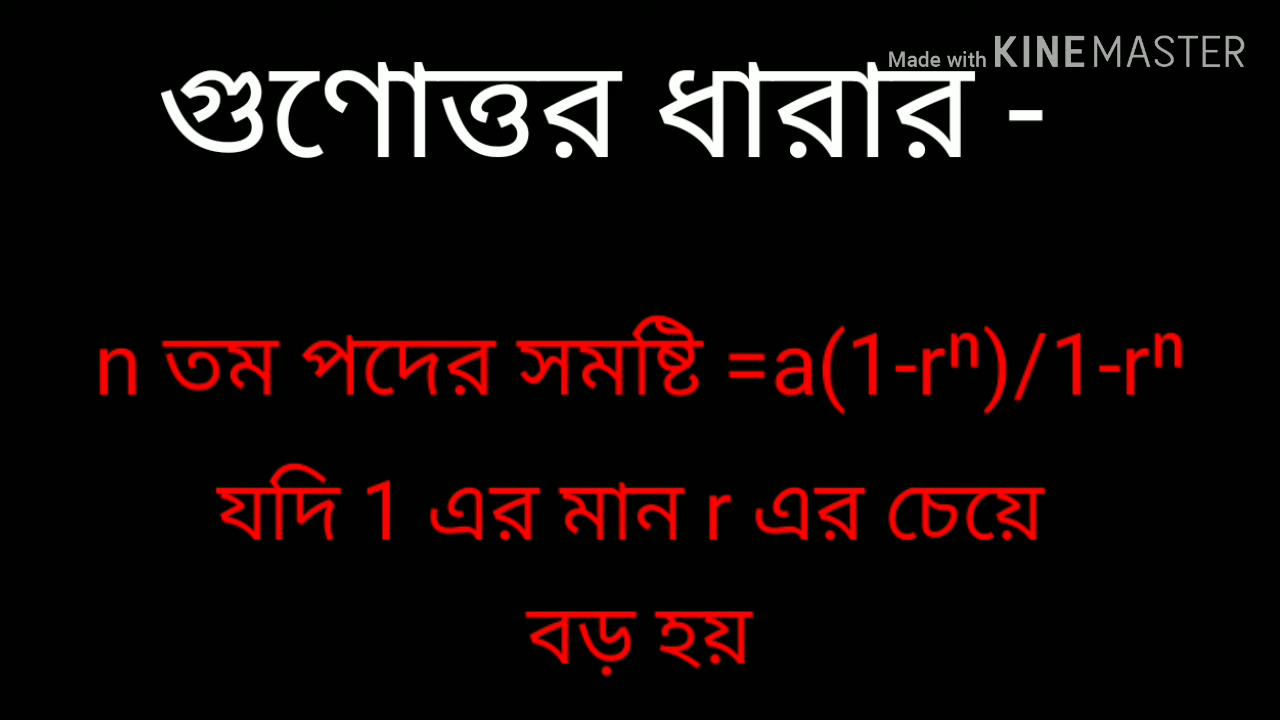 Made with KINEMASTER
গুণোত্তর ধারার -
n তম পদের সমষ্টি =a(1-rⁿ)/1-rⁿ
যদি 1 এর মান r এর চেয়ে
বড় হয়